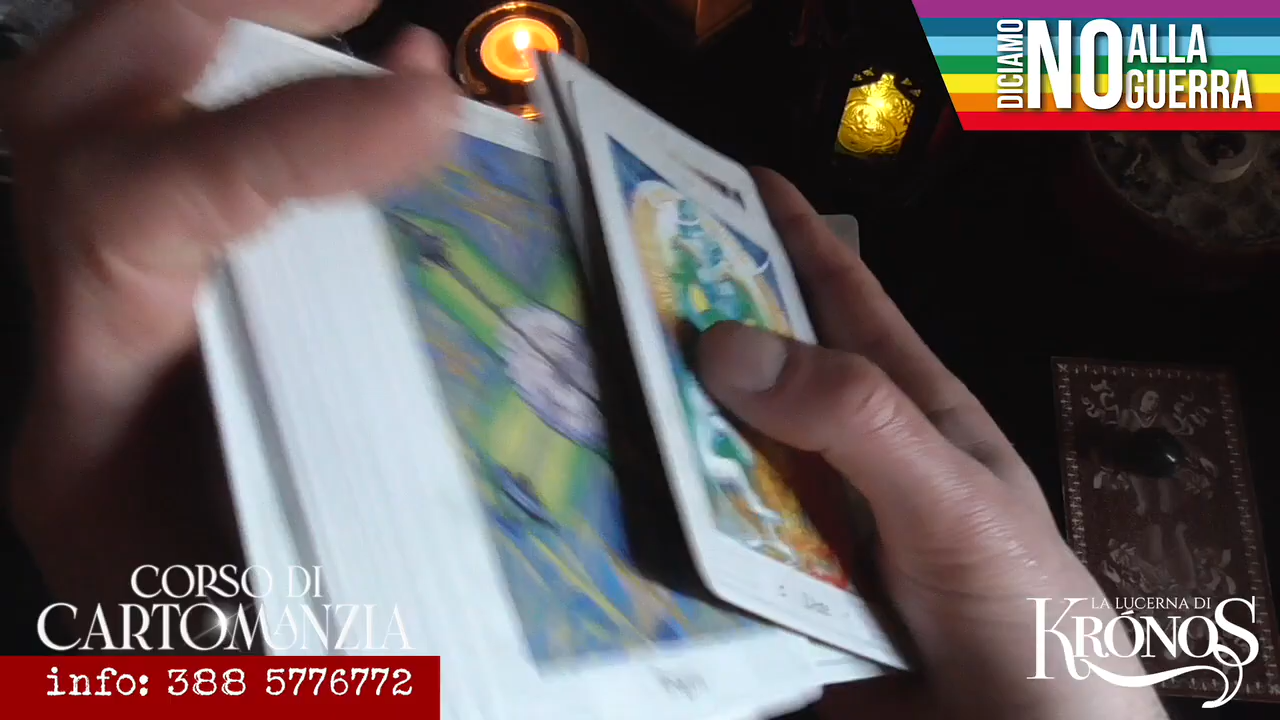 DICIAMO
NO ALLA
GUERRA
CORSO DI
CARTOMANZIA
info: 388 5776772
LA LUCERNA DI
KRÓNOS